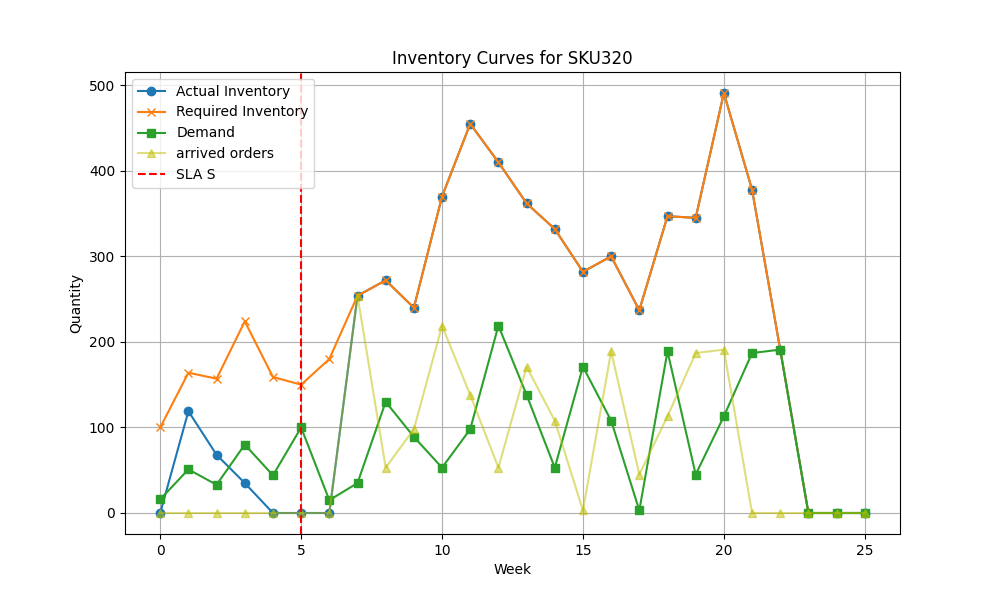 Inventory Curves for SKU320
Actual Inventory
Required Inventory
Demand
arrived orders
SLA S
Quantity
500
400
300
200
100
0
0 5 10 15 20 25
Week